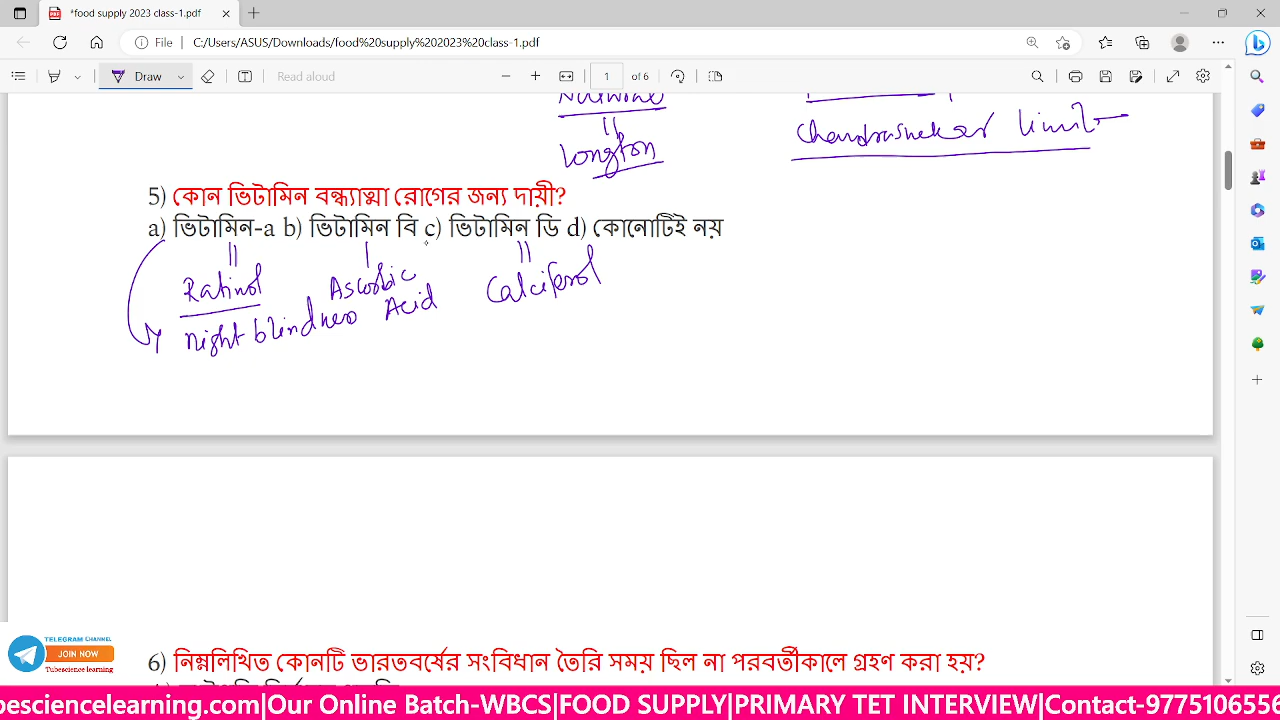 *food supply 2023 class-1.pdf
File
C:/Users/ASUS/Downloads/food%20supply%202023%20class-1.pdf
Draw
Read aloud
1 of 6
Longton
Chandrashekar limit
5) কোন ভিটামিন বন্ধ্যাত্মা রোগের জন্য দায়ী?
a) ভিটামিন-a b) ভিটামিন বি c) ভিটামিন ডি d) কোনোটিই নয়
Ratinol
Ascorbic Acid
Calciferol
night blindness
TELEGRAM CHANNEL
JOIN NOW
Tubescience learning
6) নিম্নলিখিত কোনটি ভারতবর্ষের সংবিধান তৈরি সময় ছিল না পরবর্তীকালে গ্রহণ করা হয়?
besciencelearning.com|Our Online Batch-WBCS|FOOD SUPPLY|PRIMARY TET INTERVIEW|Contact-9775106556